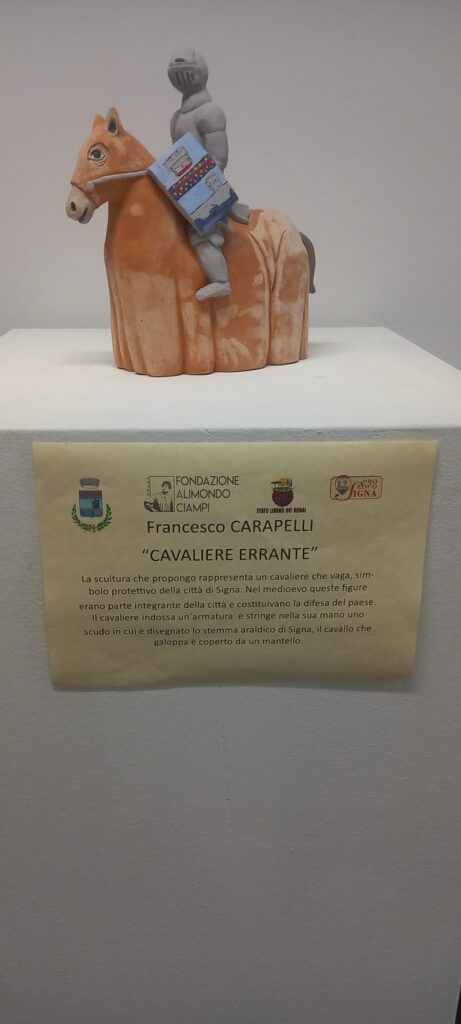 FONDAZIONE
ALIMONDO
CIAMPI
STATO LIBERO DEI RENAI
PRO
LOCO
SIGNA
Francesco CARAPELLI
“CAVALIERE ERRANTE”
La scultura che propongo rappresenta un cavaliere che vaga, sim-
bolo protettivo della città di Signa. Nel medioevo queste figure
erano parte integrante della città e costituivano la difesa del paese.
Il cavaliere indossa un'armatura e stringe nella sua mano uno
scudo in cui è disegnato lo stemma araldico di Signa, il cavallo che
galoppa è coperto da un mantello.